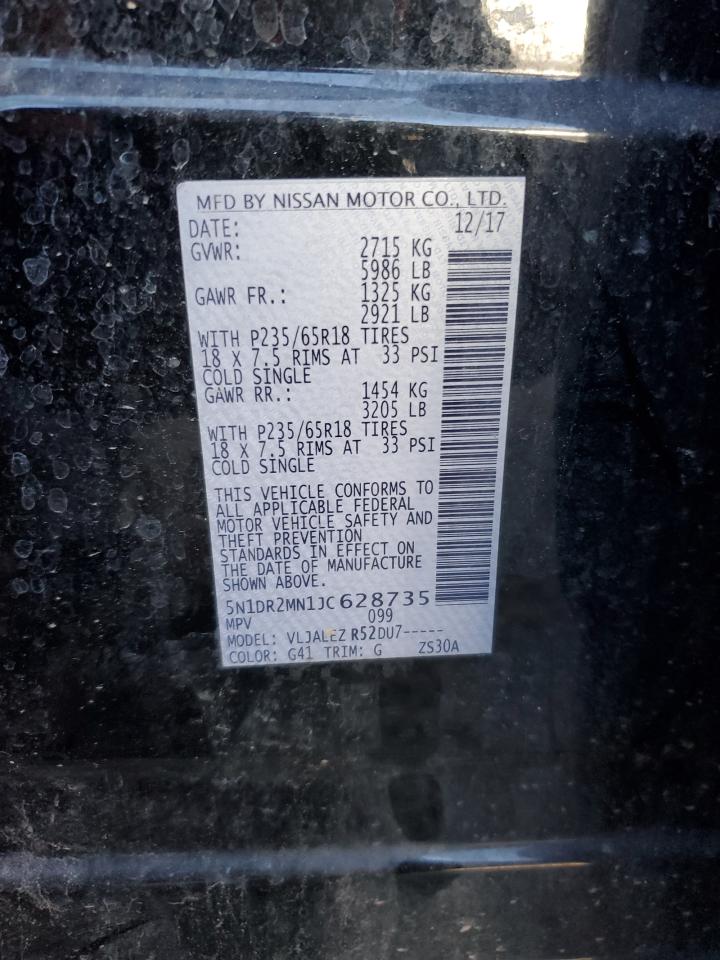 MFD BY NISSAN MOTOR CO., LTD.
DATE: 12/17
GVWR: 2715 KG
5986 LB
GAWR FR.: 1325 KG
2921 LB
WITH P235/65R18 TIRES
18 X 7.5 RIMS AT 33 PSI
COLD SINGLE
GAWR RR.: 1454 KG
3205 LB
WITH P235/65R18 TIRES
18 X 7.5 RIMS AT 33 PSI
COLD SINGLE
THIS VEHICLE CONFORMS TO
ALL APPLICABLE FEDERAL
MOTOR VEHICLE SAFETY AND
THEFT PREVENTION
STANDARDS IN EFFECT ON
THE DATE OF MANUFACTURE
SHOWN ABOVE.
5N1DR2MN1JC628735
MPV 099
MODEL: VLJALEZ R52DU7-----
COLOR: G41 TRIM: G ZS30A